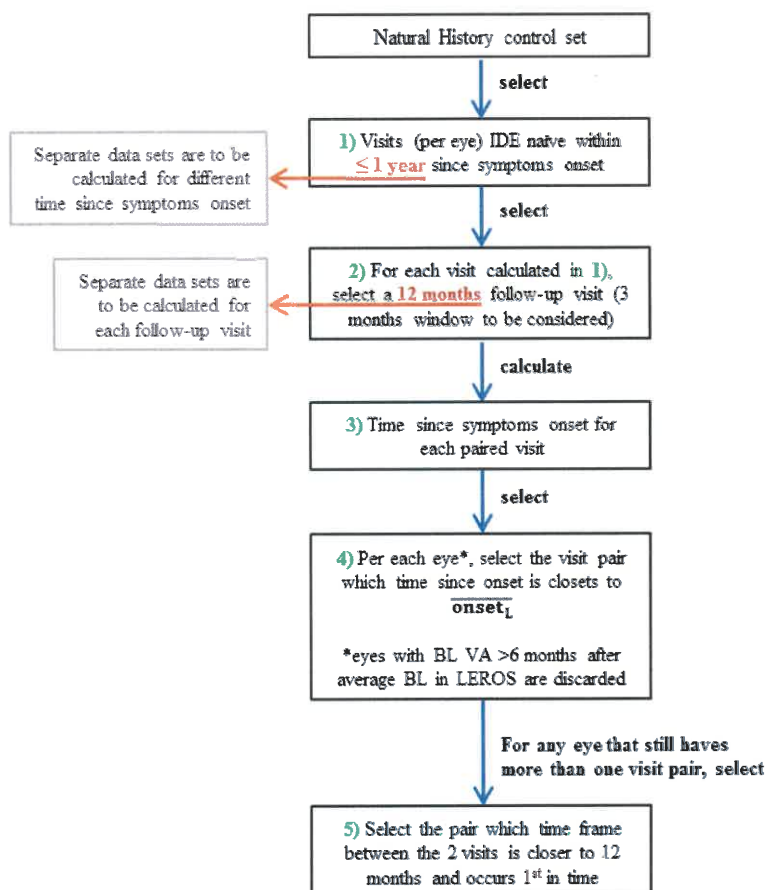 Natural History control set
select
1) Visits (per eye) IDE naïve within
≤ 1 year since symptoms onset
Separate data sets are to be
calculated for different
time since symptoms onset
select
2) For each visit calculated in 1),
select a 12 months follow-up visit (3
months window to be considered)
Separate data sets are
to be calculated for
each follow-up visit
calculate
3) Time since symptoms onset for
each paired visit
select
4) Per each eye*, select the visit pair
which time since onset is closets to
onset_L
*eyes with BL VA >6 months after
average BL in LEROS are discarded
For any eye that still haves
more than one visit pair, select
5) Select the pair which time frame
between the 2 visits is closer to 12
months and occurs 1st in time